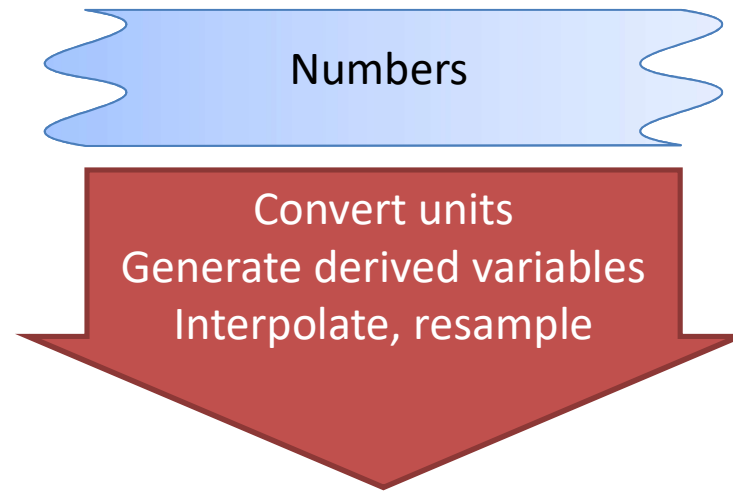 Numbers
Convert units
Generate derived variables
Interpolate, resample